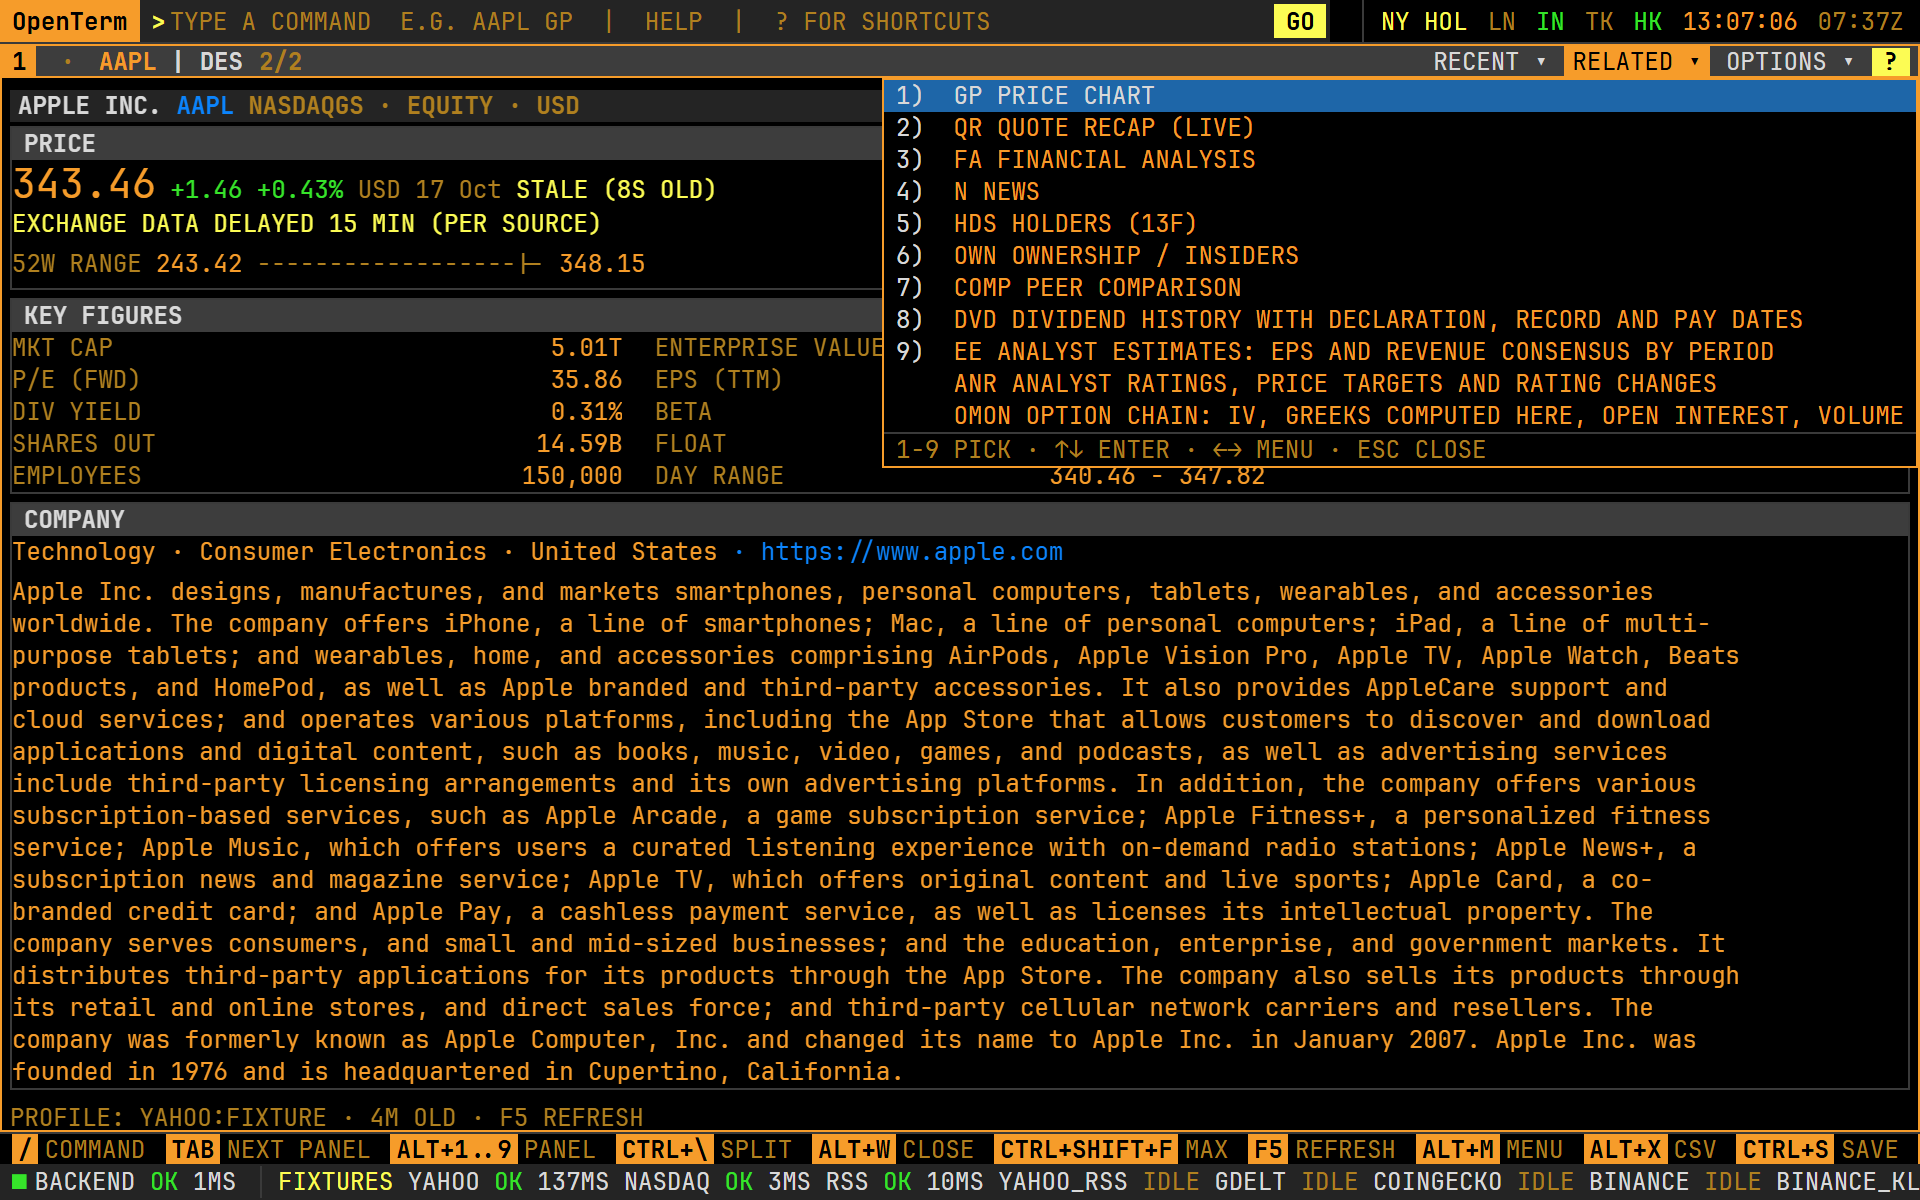 OpenTerm >TYPE A COMMAND E.G. AAPL GP | HELP | ? FOR SHORTCUTS GO NY HOL LN IN TK HK 13:07:06 07:37Z
1 · AAPL | DES 2/2 RECENT ▾ RELATED ▾ OPTIONS ▾ ?
APPLE INC. AAPL NASDAQGS · EQUITY · USD
PRICE
343.46 +1.46 +0.43% USD 17 Oct STALE (8S OLD)
EXCHANGE DATA DELAYED 15 MIN (PER SOURCE)
52W RANGE 243.42 ------------------|- 348.15
1) GP PRICE CHART
2) QR QUOTE RECAP (LIVE)
3) FA FINANCIAL ANALYSIS
4) N NEWS
5) HDS HOLDERS (13F)
6) OWN OWNERSHIP / INSIDERS
7) COMP PEER COMPARISON
8) DVD DIVIDEND HISTORY WITH DECLARATION, RECORD AND PAY DATES
9) EE ANALYST ESTIMATES: EPS AND REVENUE CONSENSUS BY PERIOD
ANR ANALYST RATINGS, PRICE TARGETS AND RATING CHANGES
OMON OPTION CHAIN: IV, GREEKS COMPUTED HERE, OPEN INTEREST, VOLUME
1-9 PICK · ↑↓ ENTER · ←→ MENU · ESC CLOSE
KEY FIGURES
MKT CAP 5.01T ENTERPRISE VALUE
P/E (FWD) 35.86 EPS (TTM)
DIV YIELD 0.31% BETA
SHARES OUT 14.59B FLOAT
EMPLOYEES 150,000 DAY RANGE 340.46 - 347.82
COMPANY
Technology · Consumer Electronics · United States · https://www.apple.com
Apple Inc. designs, manufactures, and markets smartphones, personal computers, tablets, wearables, and accessories
worldwide. The company offers iPhone, a line of smartphones; Mac, a line of personal computers; iPad, a line of multi-
purpose tablets; and wearables, home, and accessories comprising AirPods, Apple Vision Pro, Apple TV, Apple Watch, Beats
products, and HomePod, as well as Apple branded and third-party accessories. It also provides AppleCare support and
cloud services; and operates various platforms, including the App Store that allows customers to discover and download
applications and digital content, such as books, music, video, games, and podcasts, as well as advertising services
include third-party licensing arrangements and its own advertising platforms. In addition, the company offers various
subscription-based services, such as Apple Arcade, a game subscription service; Apple Fitness+, a personalized fitness
service; Apple Music, which offers users a curated listening experience with on-demand radio stations; Apple News+, a
subscription news and magazine service; Apple TV, which offers original content and live sports; Apple Card, a co-
branded credit card; and Apple Pay, a cashless payment service, as well as licenses its intellectual property. The
company serves consumers, and small and mid-sized businesses; and the education, enterprise, and government markets. It
distributes third-party applications for its products through the App Store. The company also sells its products through
its retail and online stores, and direct sales force; and third-party cellular network carriers and resellers. The
company was formerly known as Apple Computer, Inc. and changed its name to Apple Inc. in January 2007. Apple Inc. was
founded in 1976 and is headquartered in Cupertino, California.
PROFILE: YAHOO:FIXTURE · 4M OLD · F5 REFRESH
/ COMMAND TAB NEXT PANEL ALT+1..9 PANEL CTRL+\ SPLIT ALT+W CLOSE CTRL+SHIFT+F MAX F5 REFRESH ALT+M MENU ALT+X CSV CTRL+S SAVE
BACKEND OK 1MS FIXTURES YAHOO OK 137MS NASDAQ OK 3MS RSS OK 10MS YAHOO_RSS IDLE GDELT IDLE COINGECKO IDLE BINANCE IDLE BINANCE_KL